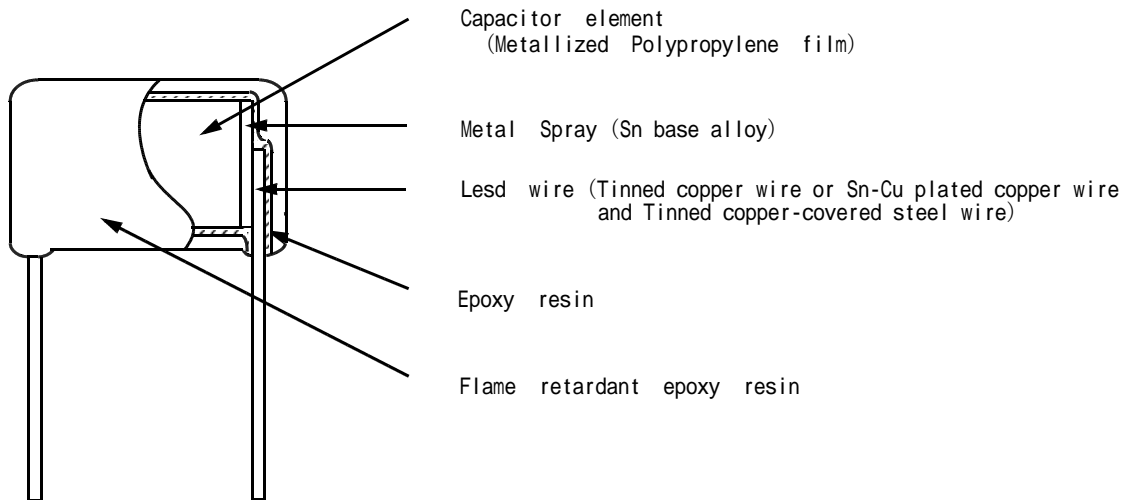 Capacitor element
(Metallized Polypropylene film)
Metal Spray (Sn base alloy)
Lesd wire (Tinned copper wire or Sn-Cu plated copper wire
and Tinned copper-covered steel wire)
Epoxy resin
Flame retardant epoxy resin